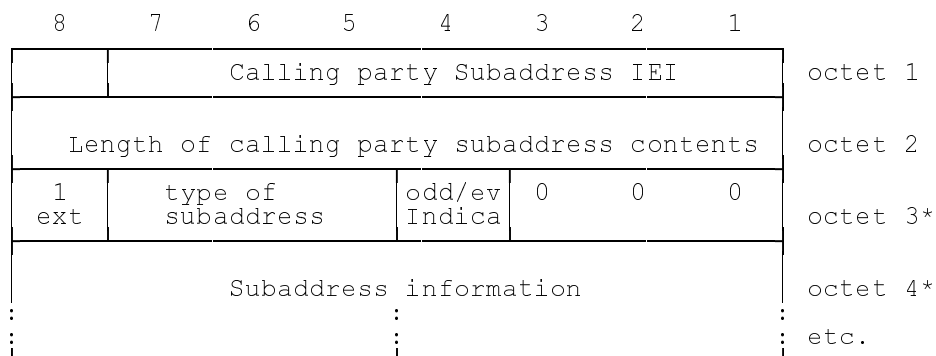 8 7 6 5 4 3 2 1
Calling party Subaddress IEI octet 1
Length of calling party subaddress contents octet 2
1 type of odd/ev 0 0 0
ext subaddress Indica octet 3*
Subaddress information octet 4*
: : :
: : : etc.